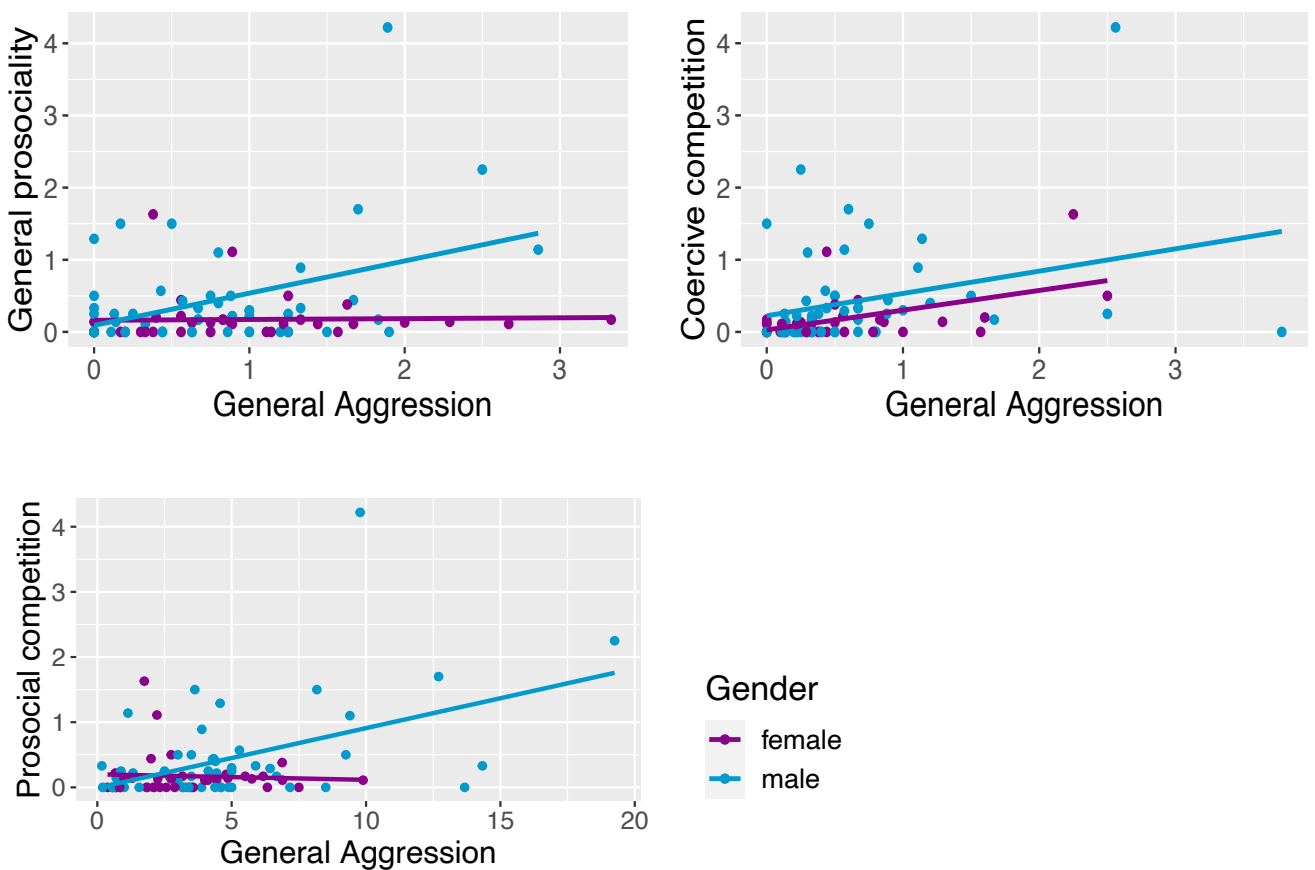 General prosociality
4
3
2
1
0
0 1 2 3
General Aggression
Coercive competition
4
3
2
1
0
0 1 2 3
General Aggression
Prosocial competition
4
3
2
1
0
0 5 10 15 20
General Aggression
Gender
female
male